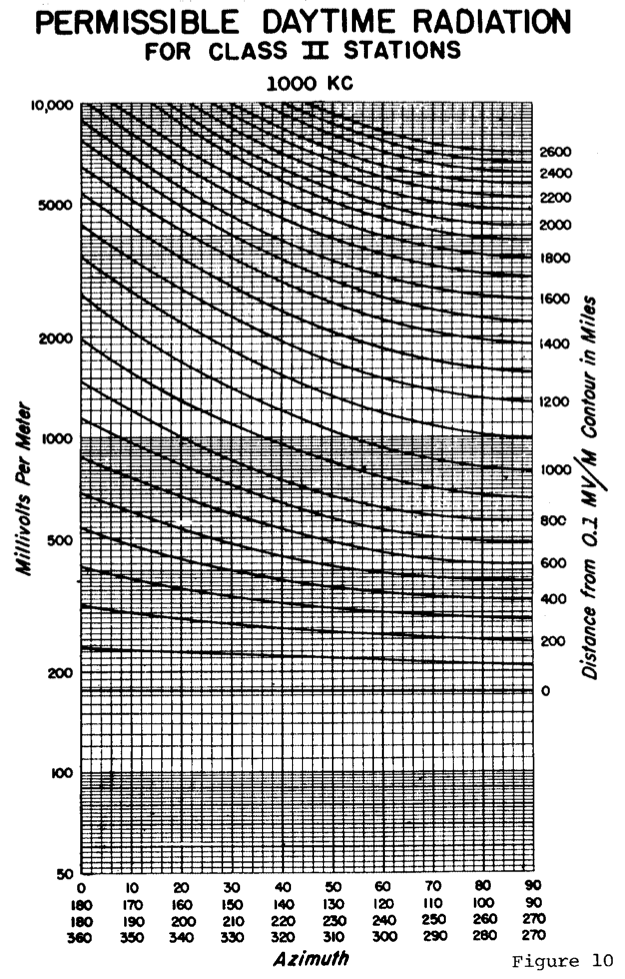 PERMISSIBLE DAYTIME RADIATION
FOR CLASS II STATIONS
1000 KC
Millivolts Per Meter
10,000
5000
2000
1000
500
200
100
50
2600
2400
2200
2000
1800
1600
1400
1200
1000
800
600
400
200
0
Distance from 0.1 MV/M Contour in Miles
0 10 20 30 40 50 60 70 80 90
180 170 160 150 140 130 120 110 100 90
180 190 200 210 220 230 240 250 260 270
360 350 340 330 320 310 300 290 280 270
Azimuth
Figure 10